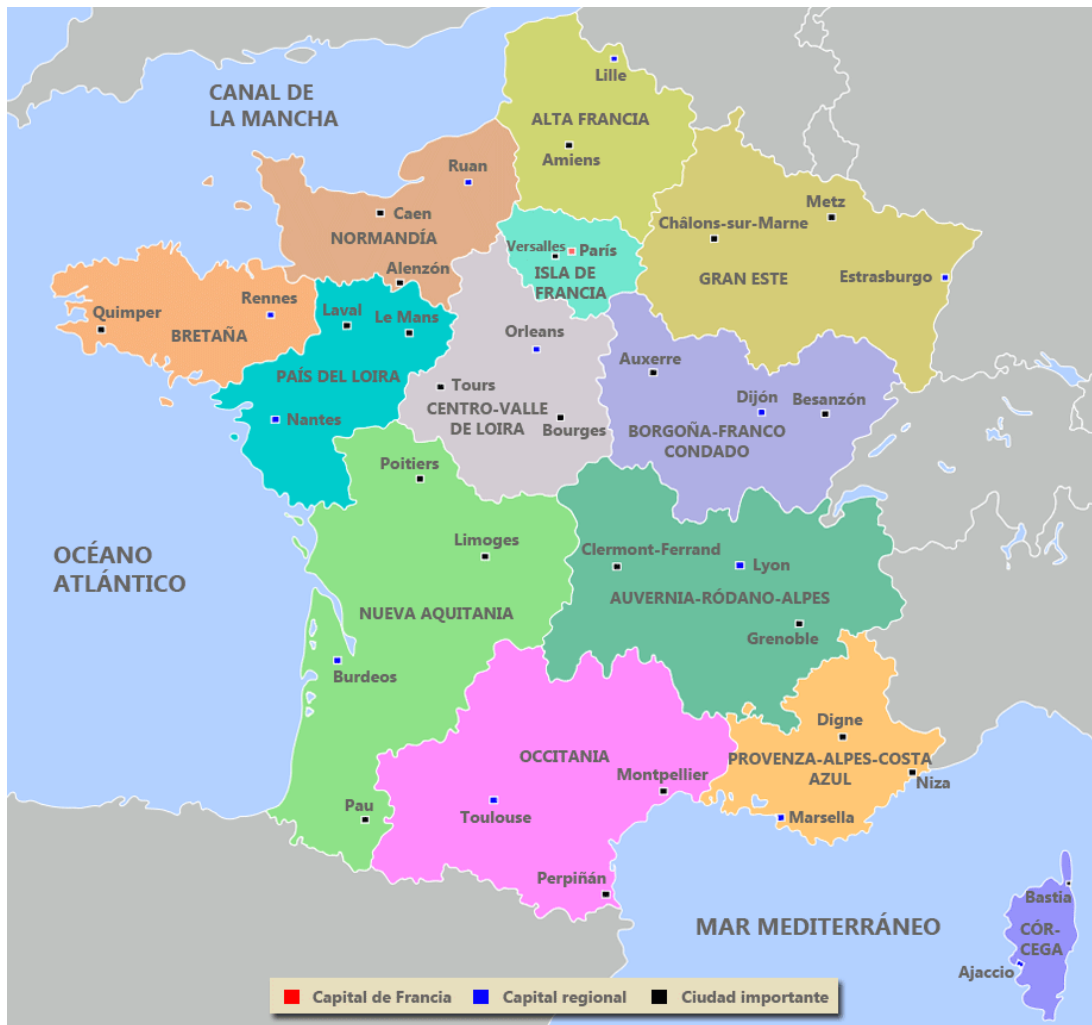 Lille
CANAL DE
LA MANCHA
ALTA FRANCIA
Amiens
Ruan
Metz
Caen
Châlons-sur-Marne
NORMANDÍA
Versalles
París
Alenzón
ISLA DE
FRANCIA
GRAN ESTE
Estrasburgo
Rennes
Quimper
BRETAÑA
Laval
Le Mans
Orleans
Auxerre
PAÍS DEL LOIRA
Tours
Dijón
Besanzón
Nantes
CENTRO-VALLE
DE LOIRA
Bourges
BORGOÑA-FRANCO
CONDADO
Poitiers
OCÉANO
ATLÁNTICO
Limoges
Clermont-Ferrand
Lyon
NUEVA AQUITANIA
AUVERNIA-RÓDANO-ALPES
Grenoble
Burdeos
Digne
OCCITANIA
PROVENZA-ALPES-COSTA
AZUL
Montpellier
Niza
Pau
Toulouse
Marsella
Perpiñán
MAR MEDITERRÁNEO
Bastia
CÓR-
CEGA
Ajaccio
Capital de Francia
Capital regional
Ciudad importante